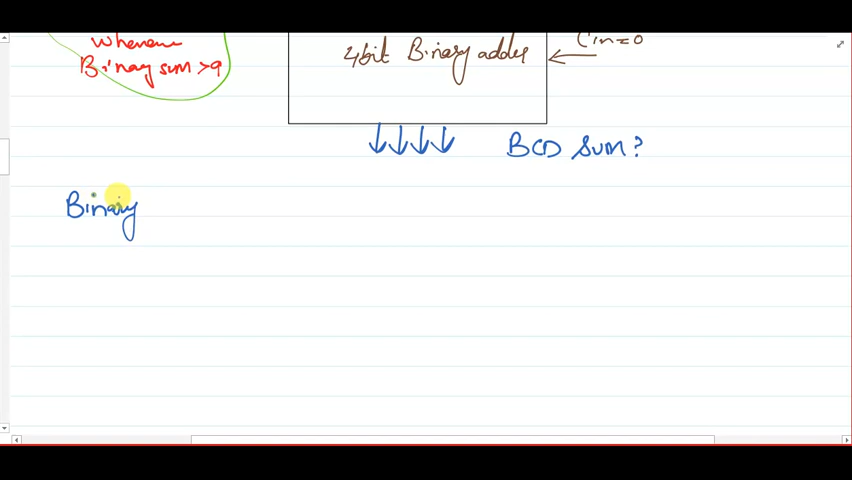 whenever
Binary sum >9
4bit Binary adder
Cin=0
BCD Sum?
Binary